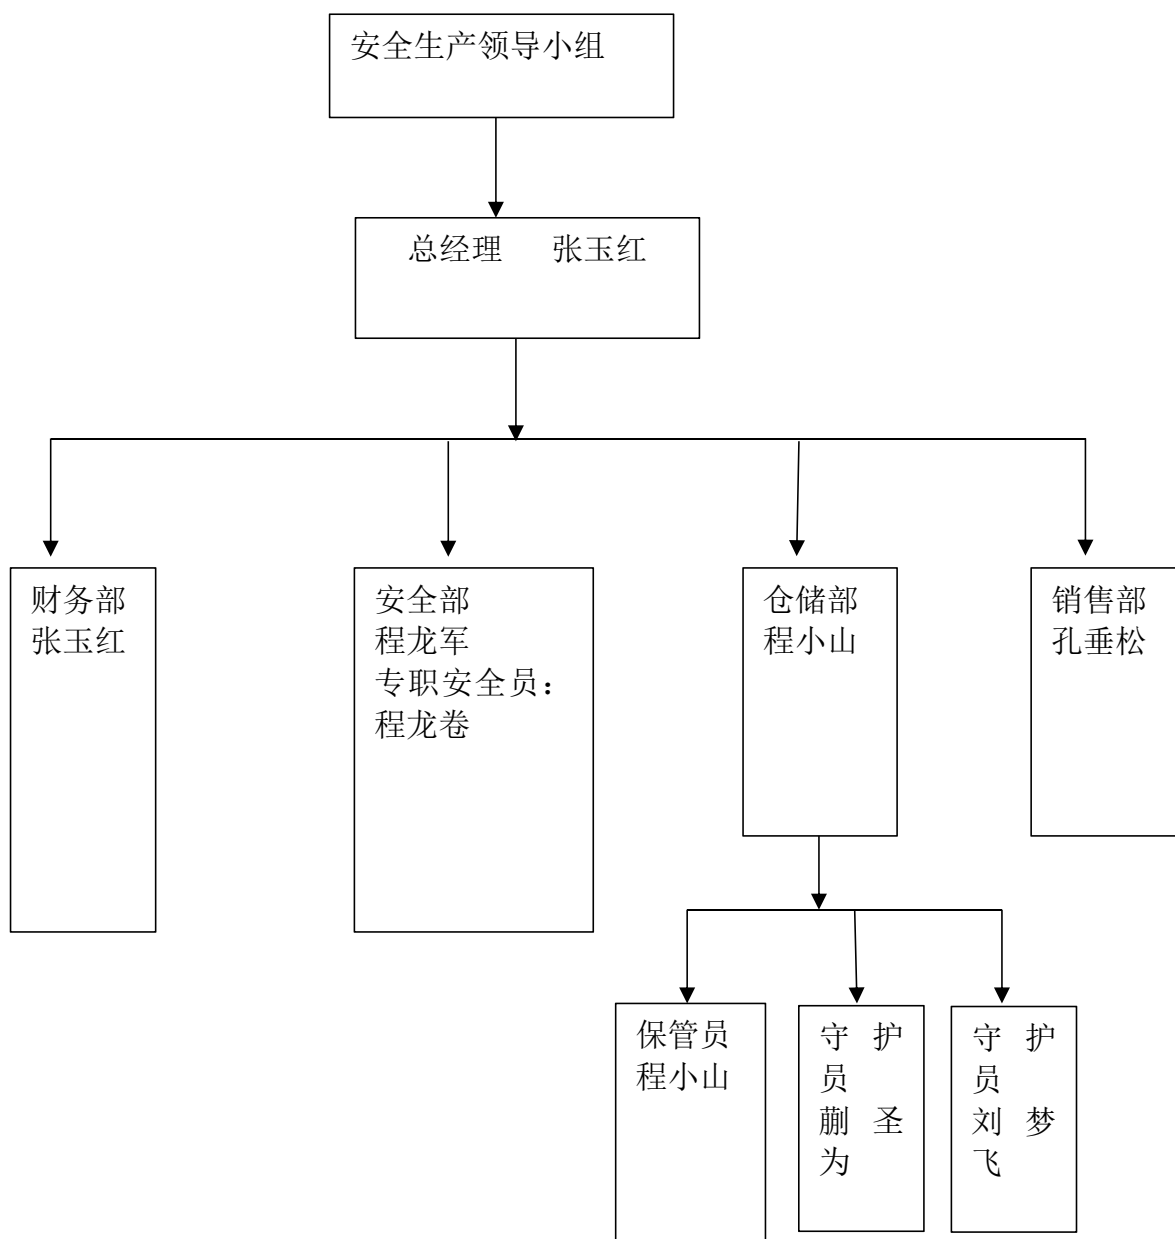 安全生产领导小组
总经理 张玉红
财务部
张玉红
安全部
程龙军
专职安全员：
程龙卷
仓储部
程小山
销售部
孔垂松
保管员
程小山
守 护
员
蒯 圣
为
守 护
员
刘 梦
飞